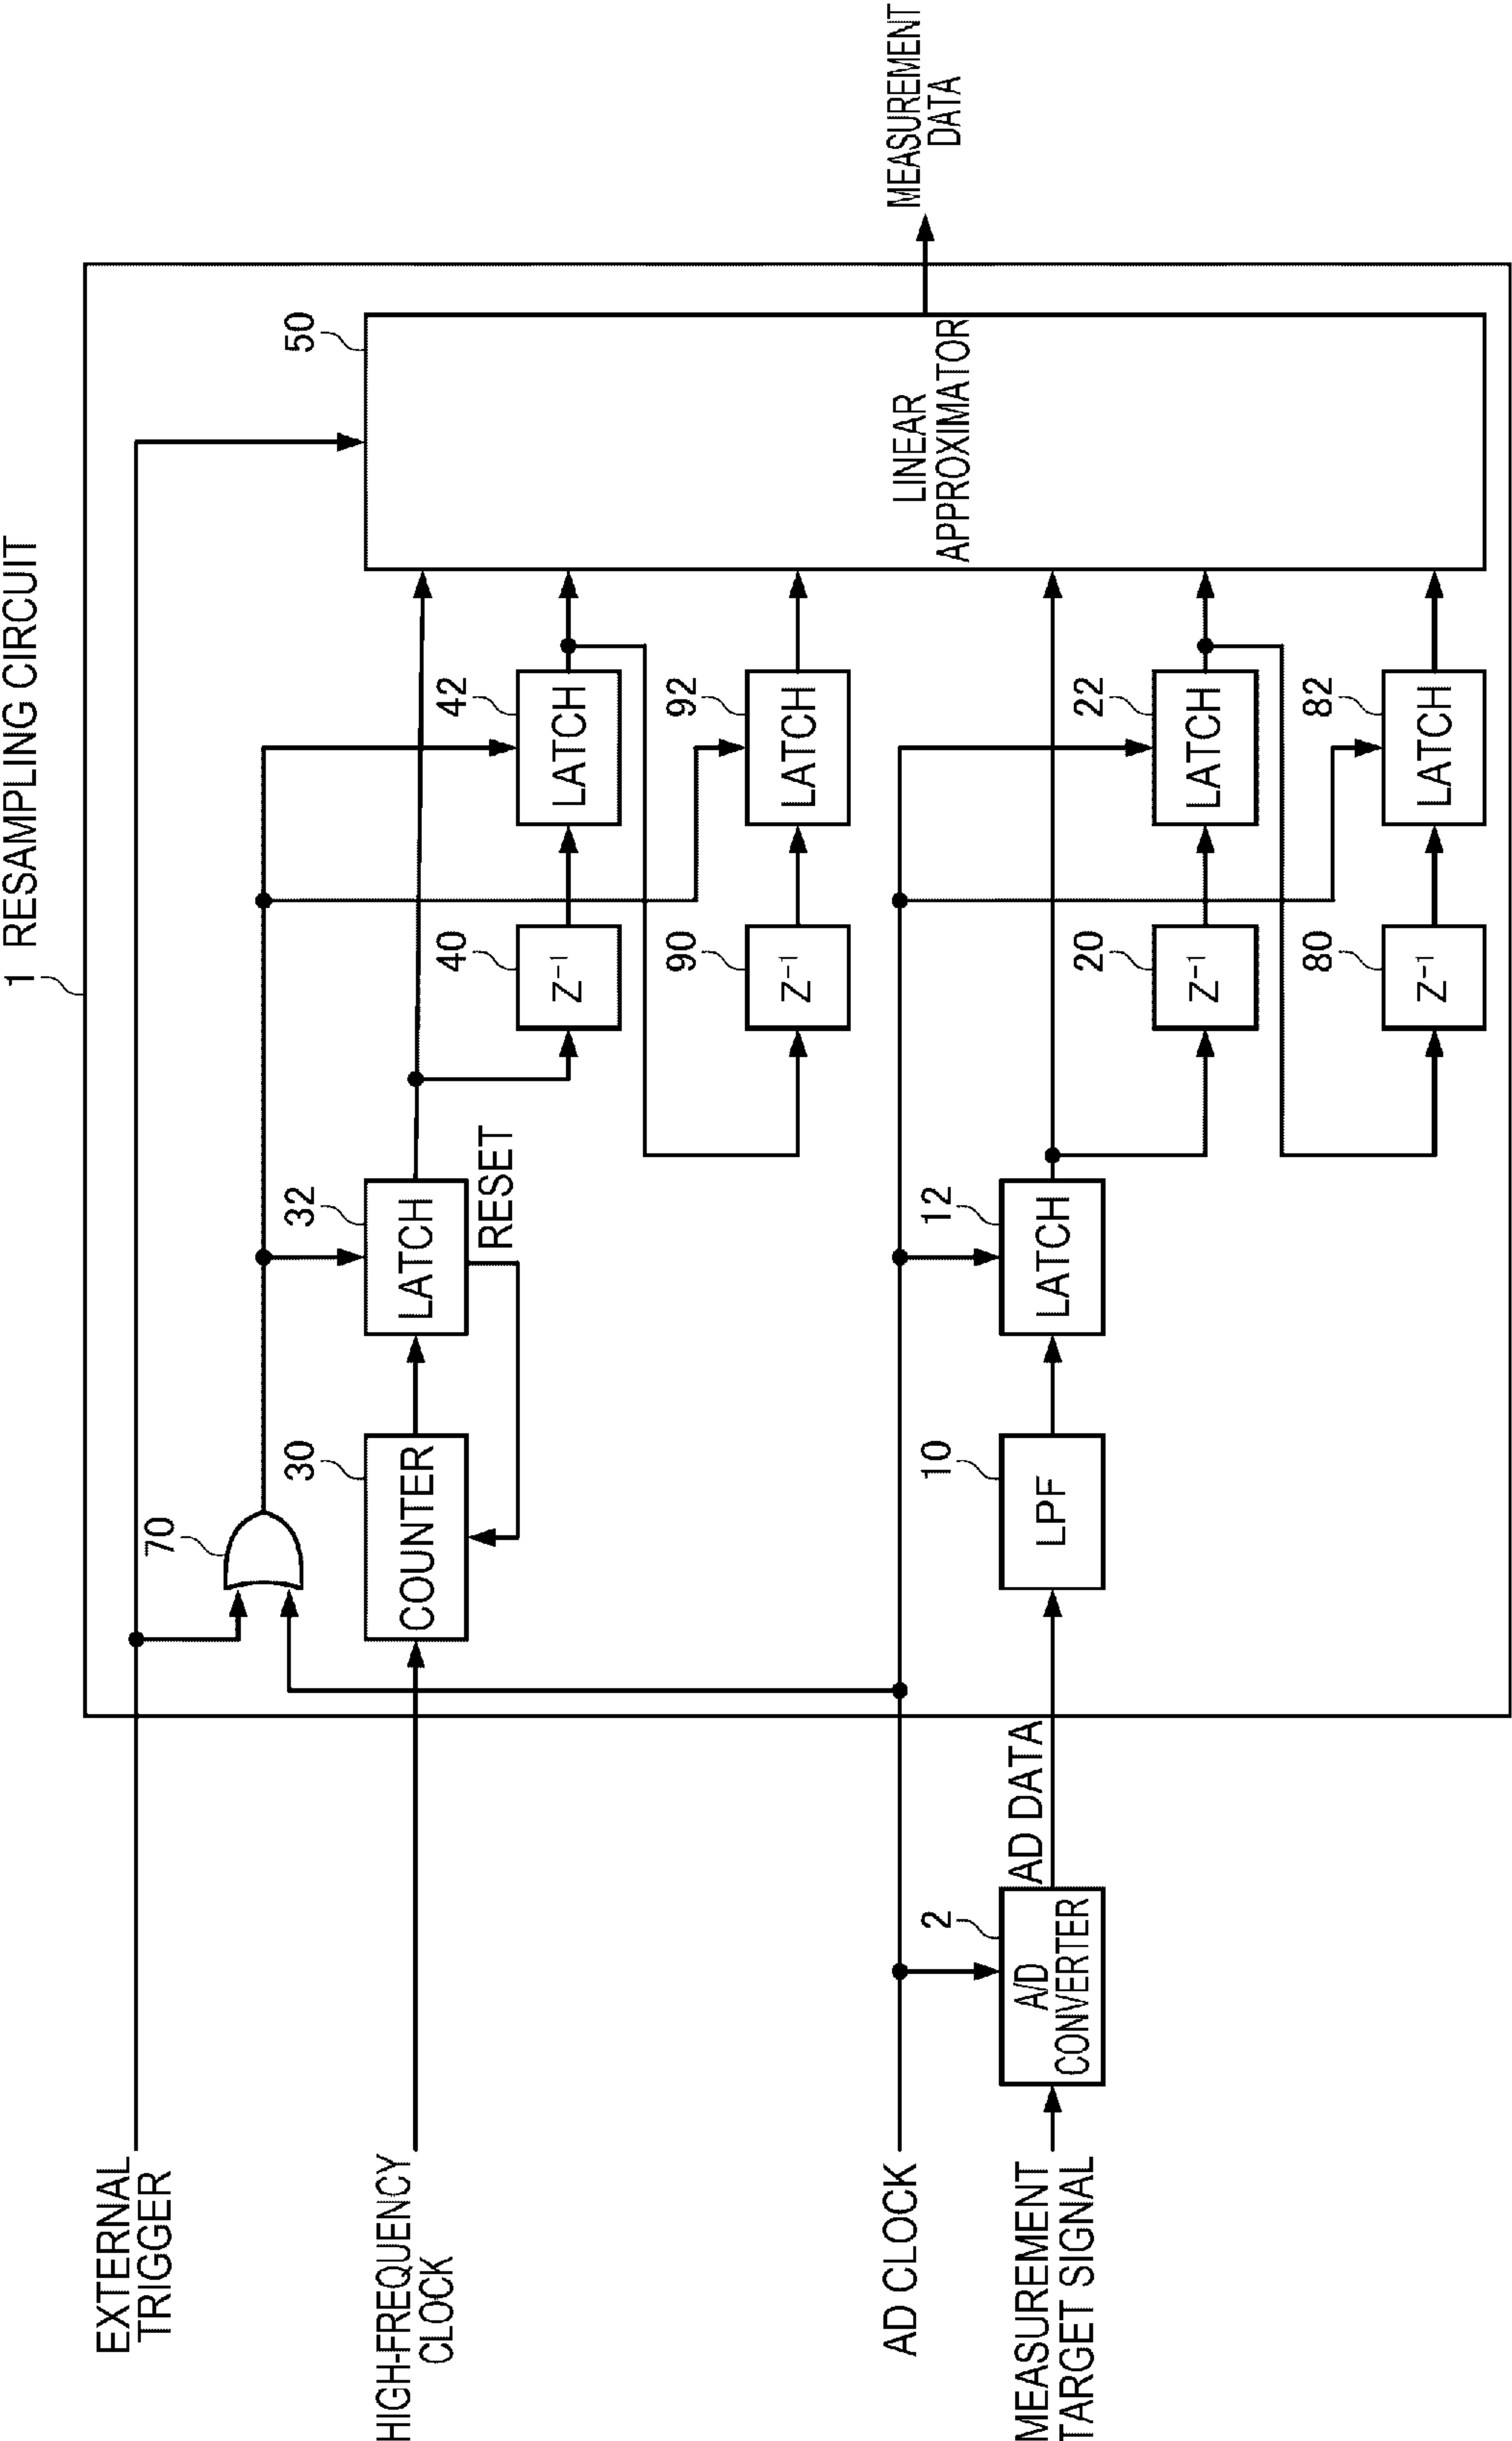 1 RESAMPLING CIRCUIT
EXTERNAL
TRIGGER
70
HIGH-FREQUENCY
CLOCK
30
COUNTER
32
LATCH
RESET
40
Z⁻¹
42
LATCH
90
Z⁻¹
92
LATCH
50
LINEAR
APPROXIMATOR
MEASUREMENT
DATA
AD CLOCK
MEASUREMENT
TARGET SIGNAL
2
A/D
CONVERTER
AD DATA
10
LPF
12
LATCH
20
Z⁻¹
22
LATCH
80
Z⁻¹
82
LATCH